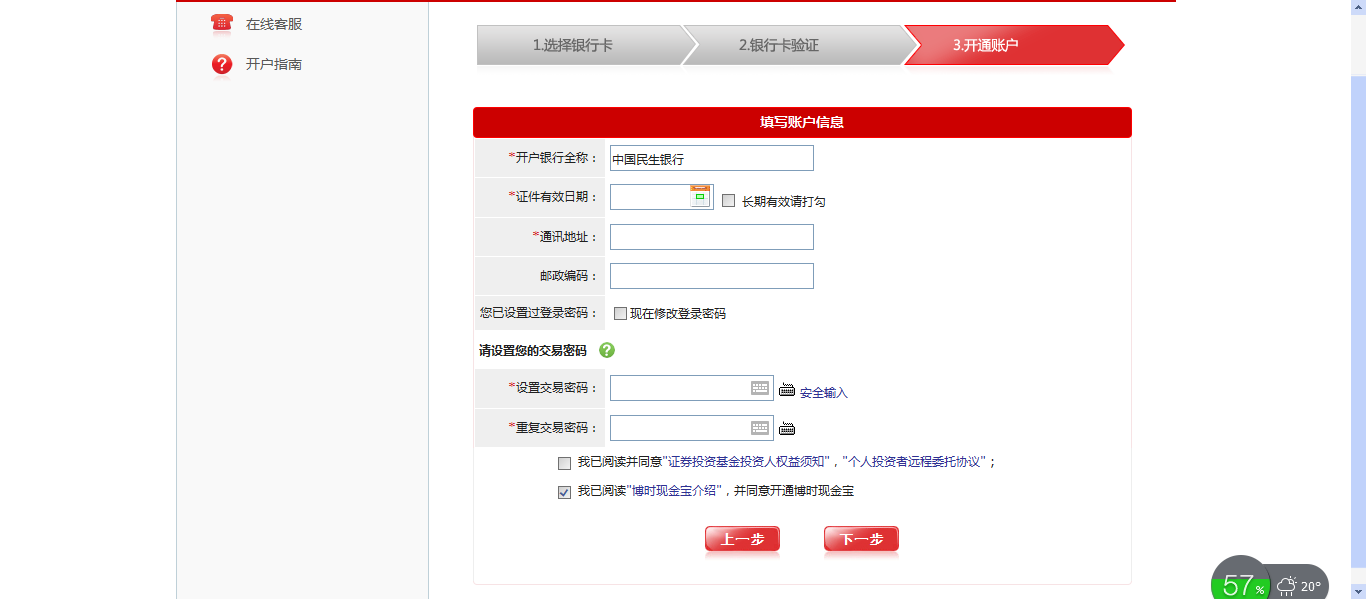 在线客服
开户指南
1.选择银行卡 2.银行卡验证 3.开通账户
填写账户信息
*开户银行全称： 中国民生银行
*证件有效日期： 长期有效请打勾
*通讯地址：
邮政编码：
您已设置过登录密码： 现在修改登录密码
请设置您的交易密码 ?
*设置交易密码： 安全输入
*重复交易密码：
我已阅读并同意"证券投资基金投资人权益须知"，"个人投资者远程委托协议"；
我已阅读"博时现金宝介绍"，并同意开通博时现金宝
上一步 下一步
57% 20°